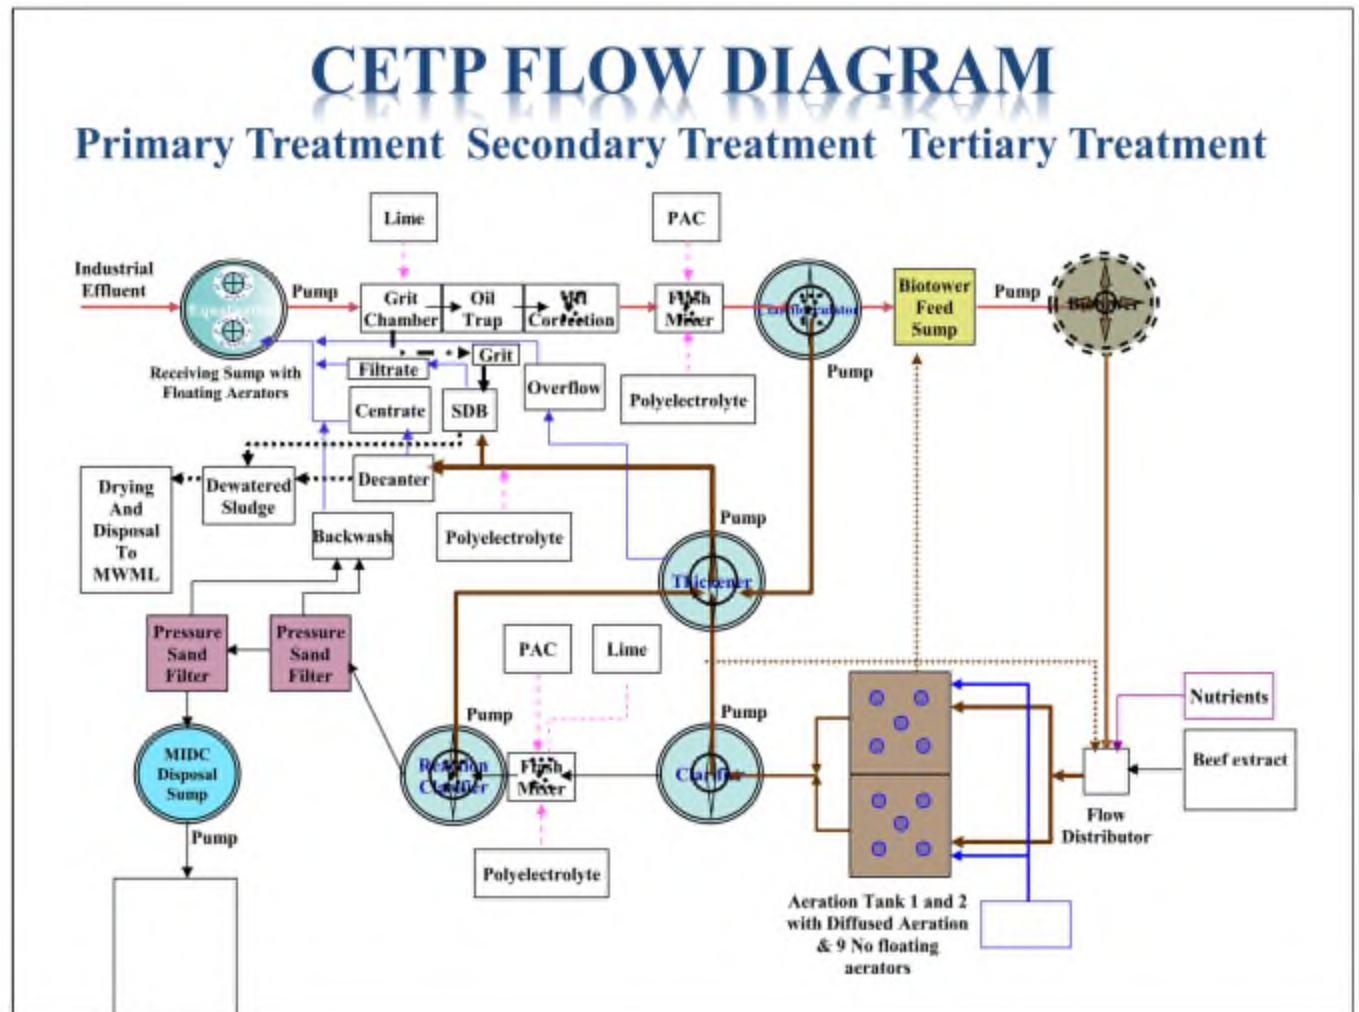 CETP FLOW DIAGRAM
Primary Treatment Secondary Treatment Tertiary Treatment
Lime
PAC
Industrial
Effluent
Pump
Grit
Chamber
Oil
Trap
Correction
Flash
Mixer
Biotower
Feed
Sump
Pump
Receiving Sump with
Floating Aerators
Grit
Filtrate
Overflow
Pump
Polyelectrolyte
Centrate
SDB
Drying
And
Disposal
To
MWML
Dewatered
Sludge
Decanter
Backwash
Polyelectrolyte
Pump
Thickener
Pressure
Sand
Filter
Pressure
Sand
Filter
PAC
Lime
Pump
Pump
Nutrients
MIDC
Disposal
Sump
Reaction
Clarifier
Flash
Mixer
Clarifier
Beef extract
Flow
Distributor
Pump
Polyelectrolyte
Aeration Tank 1 and 2
with Diffused Aeration
& 9 No floating
aerators